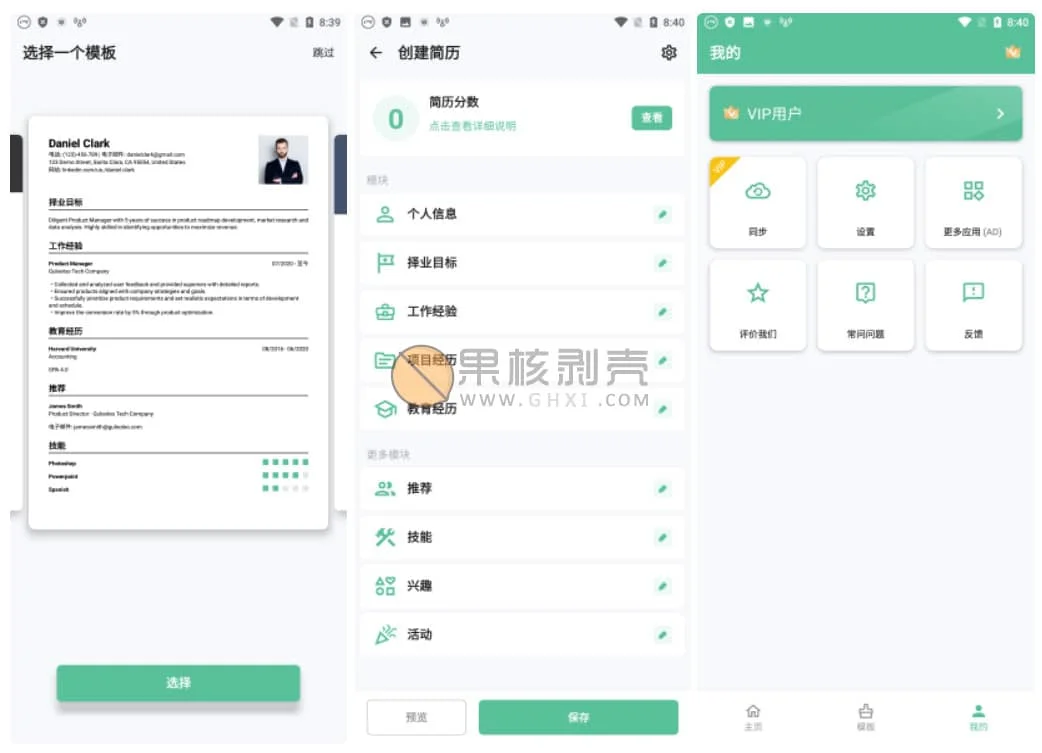 8:39
选择一个模板
跳过
Daniel Clark
电话: (123)-456-789 | 电子邮件: danielclark@gmail.com
123 Demo Street, Santa Clara, CA 95054, United States
网站: linkedin.com/us/daniel clark
择业目标
Diligent Product Manager with 5 years of success in product roadmap development, market research and
data analysis. Highly skilled in identifying opportunities to maximize revenue.
工作经验
Product Manager
07/2020 - 至今
Gulooloo Tech Company
• Collected and analyzed user feedback and provided superiors with detailed reports.
• Ensured products aligned with company strategies and goals.
• Successfully prioritize product requirements and set realistic expectations in terms of development
and schedule.
• Improve the conversion rate by 5% through product optimization.
教育经历
Harvard University
08/2016 - 06/2020
Accounting
GPA 4.0
推荐
James Smith
Product Director - Gulooloo Tech Company
电子邮件: jamessmith@guloolo.com
技能
Photoshop
Powerpoint
Spanish
选择
8:40
创建简历
0
简历分数
点击查看详细说明
查看
模块
个人信息
择业目标
工作经验
项目经历
教育经历
果核剥壳
WWW.GHXI.COM
更多模块
推荐
技能
兴趣
活动
预览
保存
8:40
我的
VIP用户
VIP
同步
设置
更多应用 (AD)
评价我们
常问问题
反馈
主页
模板
我的